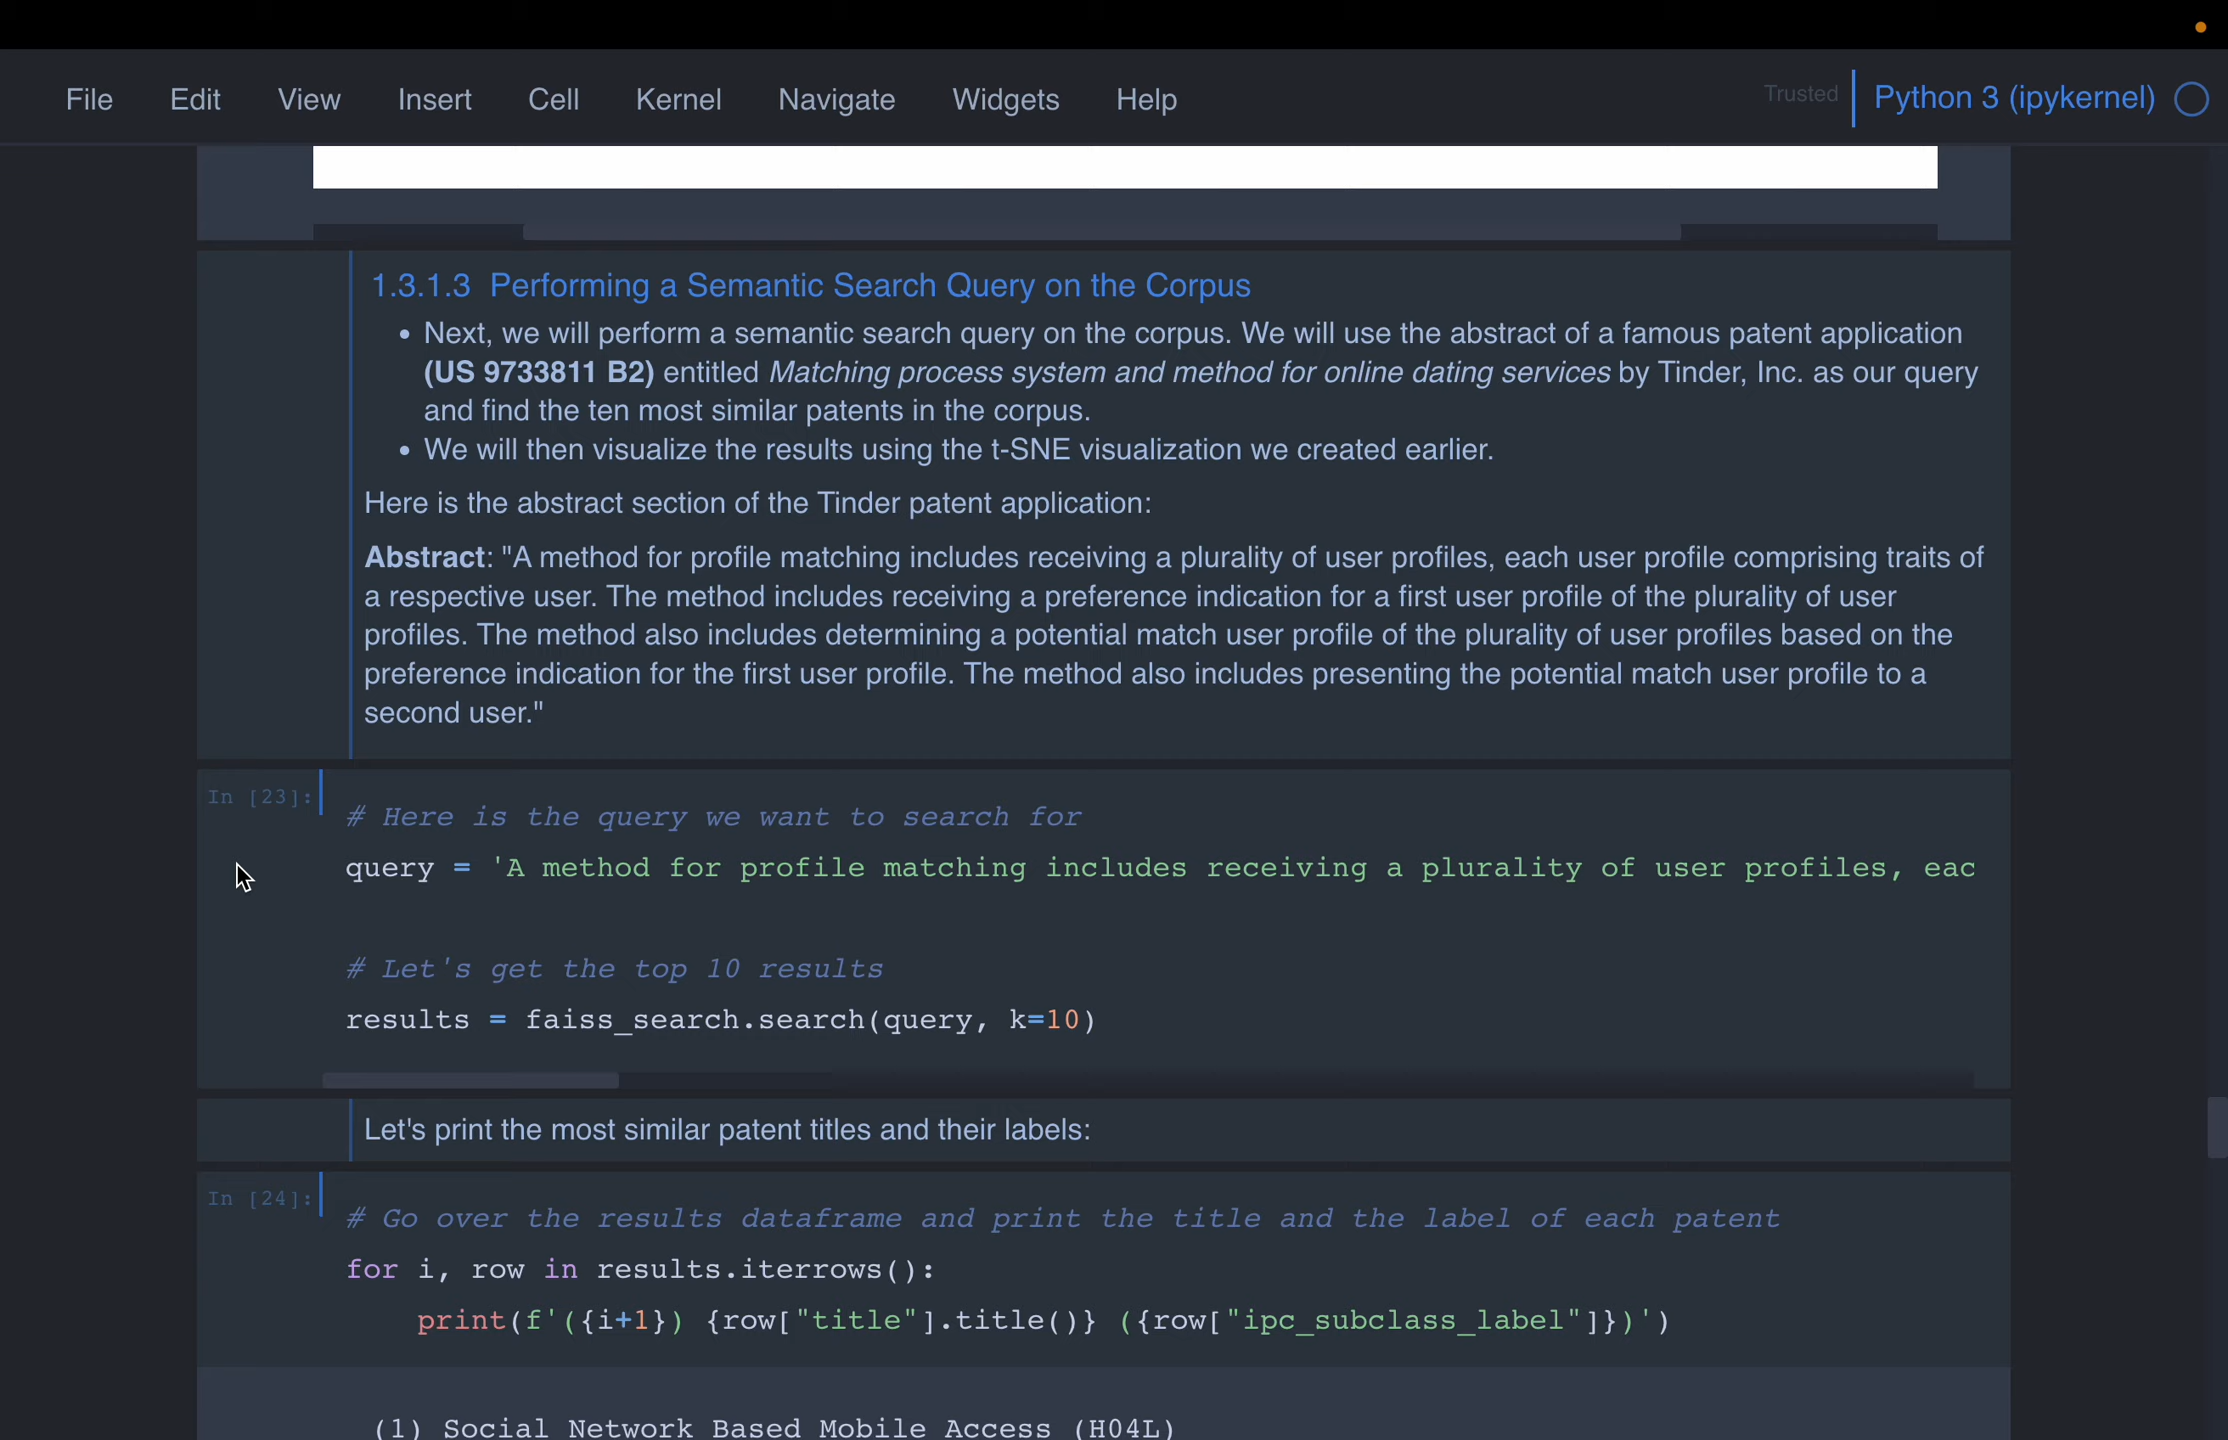 File Edit View Insert Cell Kernel Navigate Widgets Help Trusted Python 3 (ipykernel)
1.3.1.3 Performing a Semantic Search Query on the Corpus
• Next, we will perform a semantic search query on the corpus. We will use the abstract of a famous patent application
(US 9733811 B2) entitled Matching process system and method for online dating services by Tinder, Inc. as our query
and find the ten most similar patents in the corpus.
• We will then visualize the results using the t-SNE visualization we created earlier.
Here is the abstract section of the Tinder patent application:
Abstract: "A method for profile matching includes receiving a plurality of user profiles, each user profile comprising traits of
a respective user. The method includes receiving a preference indication for a first user profile of the plurality of user
profiles. The method also includes determining a potential match user profile of the plurality of user profiles based on the
preference indication for the first user profile. The method also includes presenting the potential match user profile to a
second user."
In [23]:
# Here is the query we want to search for
query = 'A method for profile matching includes receiving a plurality of user profiles, eac
# Let's get the top 10 results
results = faiss_search.search(query, k=10)
Let's print the most similar patent titles and their labels:
In [24]:
# Go over the results dataframe and print the title and the label of each patent
for i, row in results.iterrows():
    print(f'({i+1}) {row["title"].title()} ({row["ipc_subclass_label"]})')
(1) Social Network Based Mobile Access (H04L)